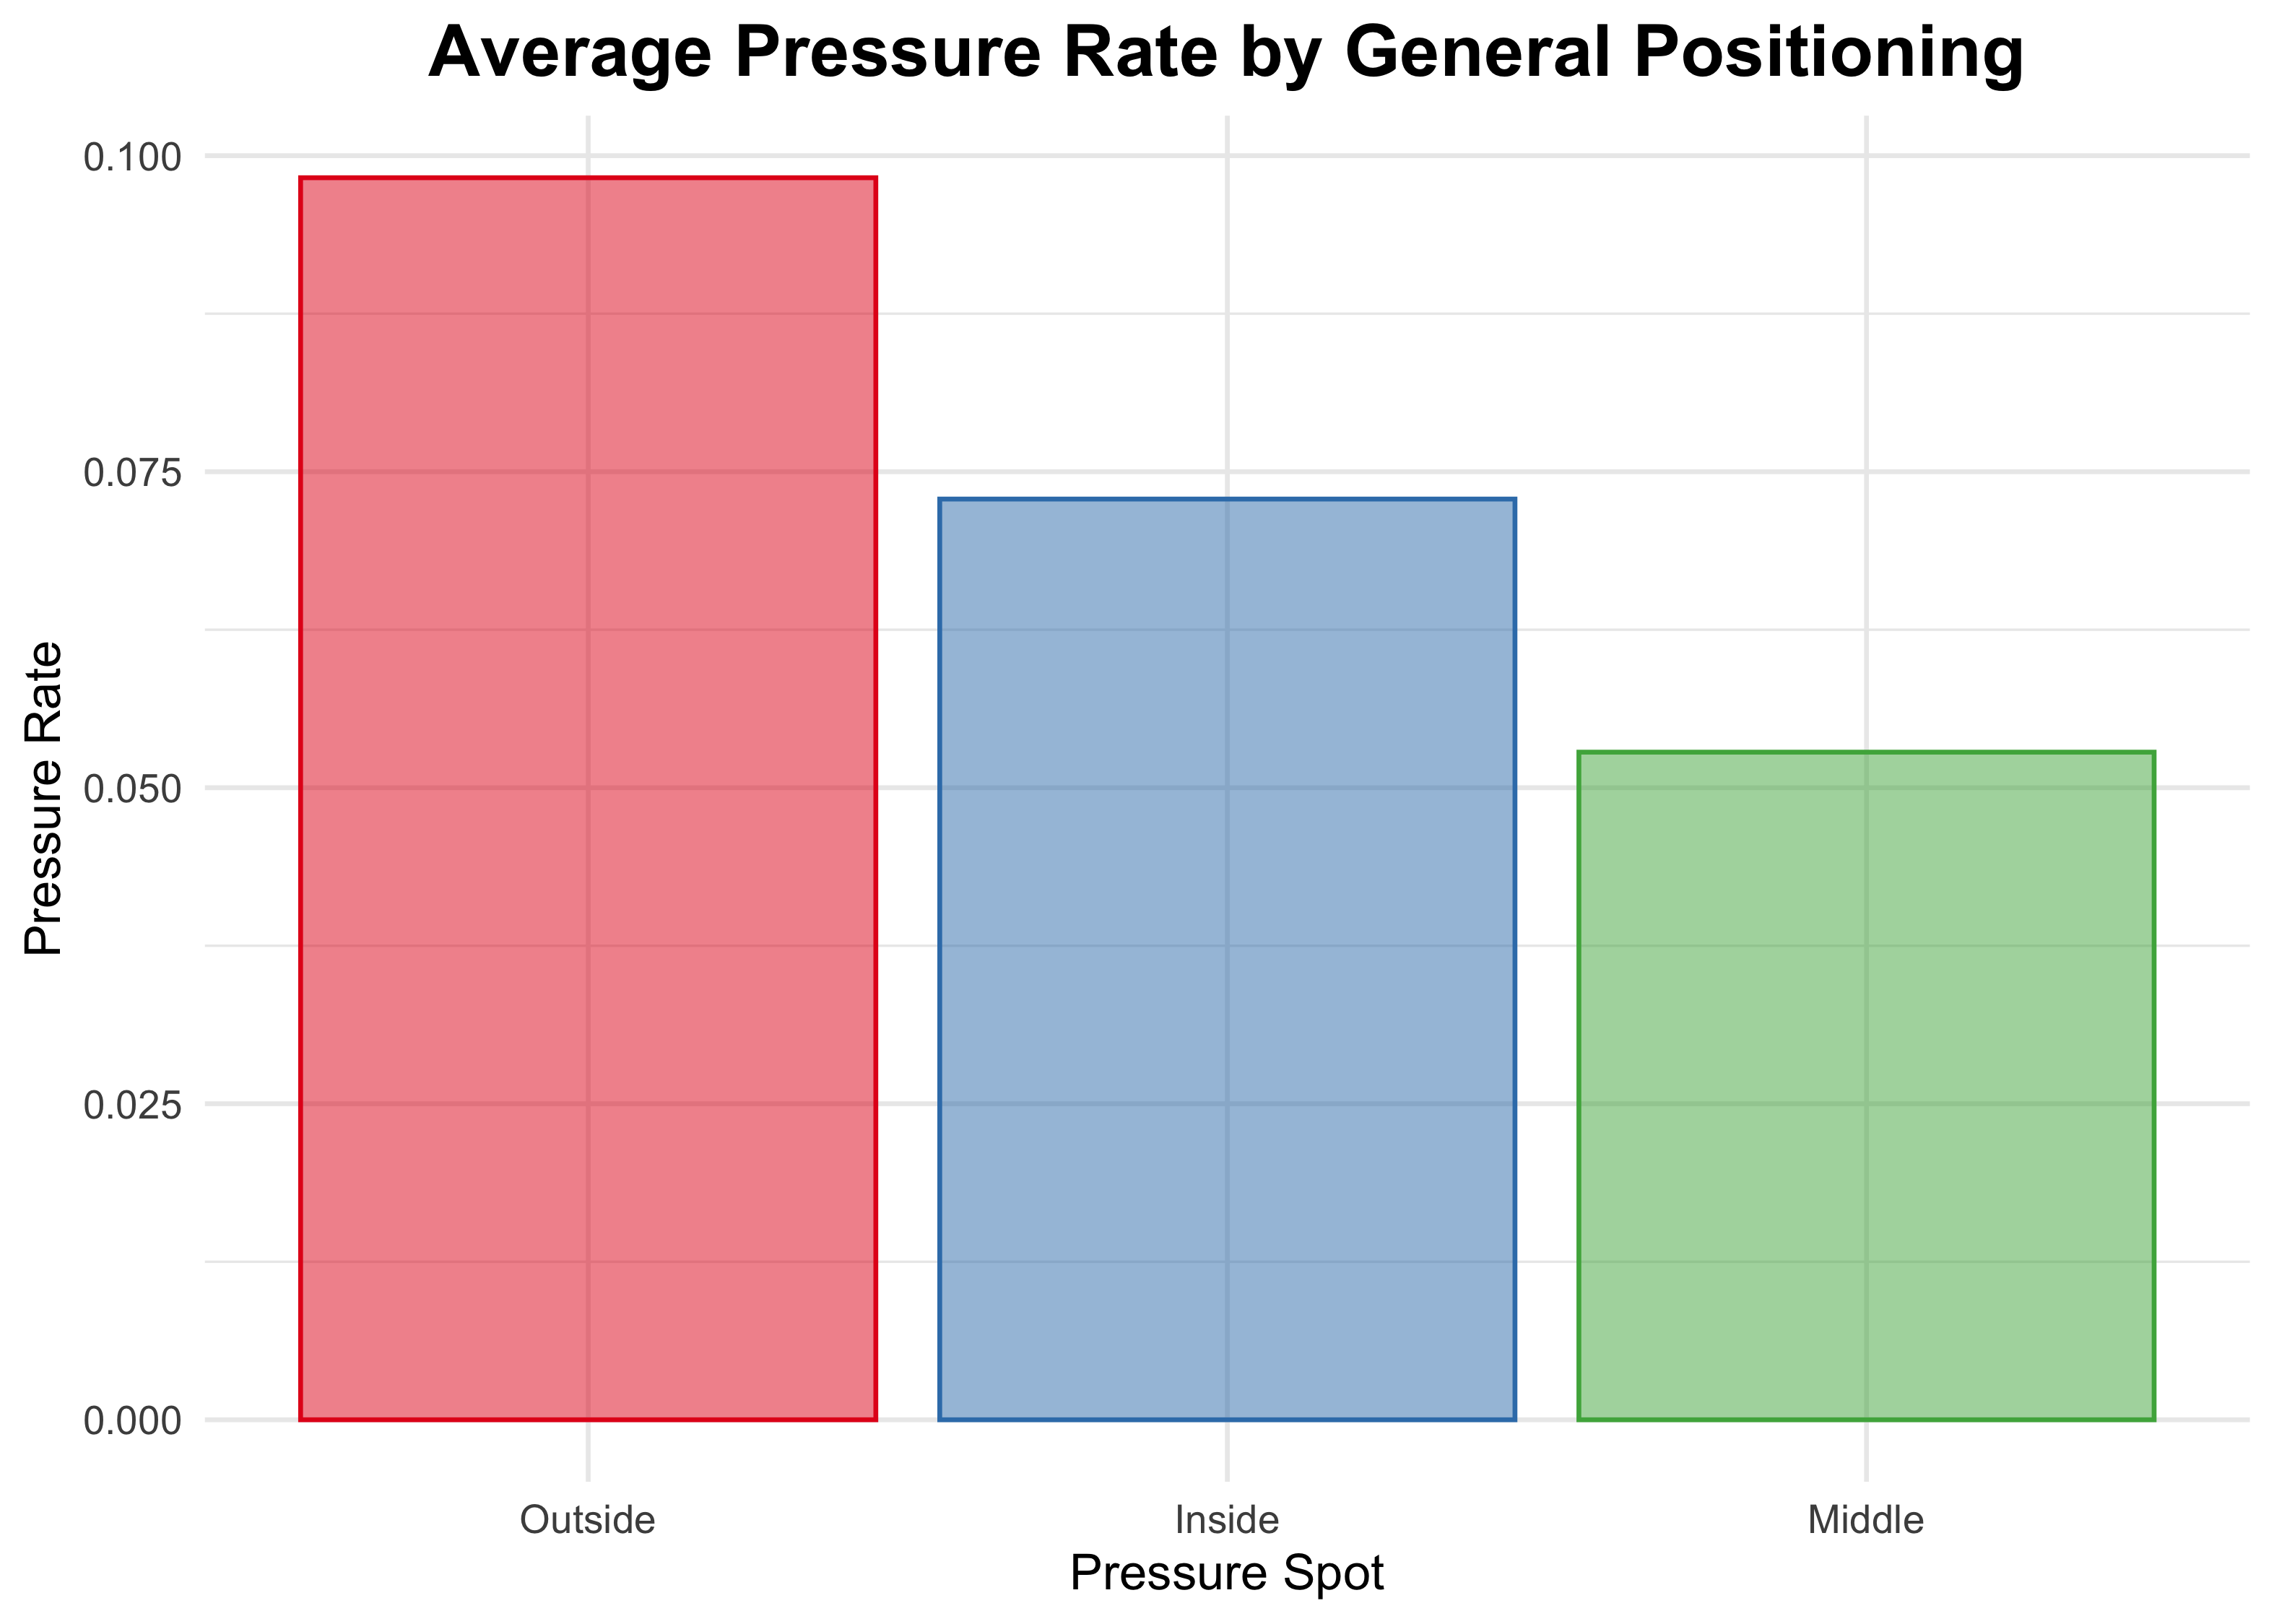 Average Pressure Rate by General Positioning
0.100
0.075
0.050
0.025
0.000
Pressure Rate
Outside Inside Middle
Pressure Spot